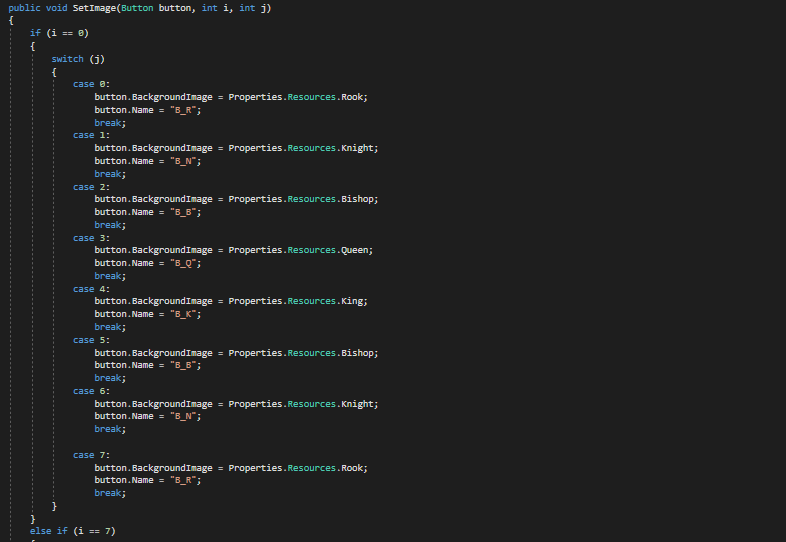 public void SetImage(Button button, int i, int j)
{
if (i == 0)
{
switch (j)
{
case 0:
button.BackgroundImage = Properties.Resources.Rook;
button.Name = "B_R";
break;
case 1:
button.BackgroundImage = Properties.Resources.Knight;
button.Name = "B_N";
break;
case 2:
button.BackgroundImage = Properties.Resources.Bishop;
button.Name = "B_B";
break;
case 3:
button.BackgroundImage = Properties.Resources.Queen;
button.Name = "B_Q";
break;
case 4:
button.BackgroundImage = Properties.Resources.King;
button.Name = "B_K";
break;
case 5:
button.BackgroundImage = Properties.Resources.Bishop;
button.Name = "B_B";
break;
case 6:
button.BackgroundImage = Properties.Resources.Knight;
button.Name = "B_N";
break;
case 7:
button.BackgroundImage = Properties.Resources.Rook;
button.Name = "B_R";
break;
}
}
else if (i == 7)